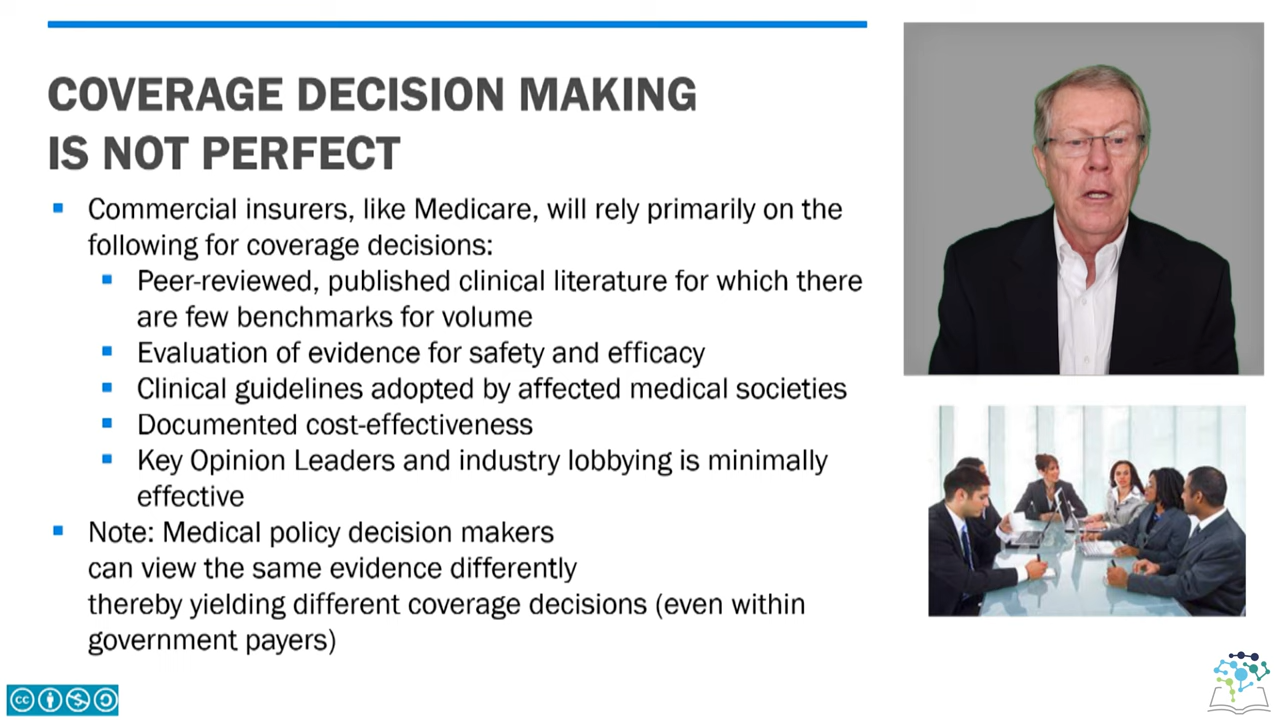 COVERAGE DECISION MAKING
IS NOT PERFECT
Commercial insurers, like Medicare, will rely primarily on the
following for coverage decisions:
Peer-reviewed, published clinical literature for which there
are few benchmarks for volume
Evaluation of evidence for safety and efficacy
Clinical guidelines adopted by affected medical societies
Documented cost-effectiveness
Key Opinion Leaders and industry lobbying is minimally
effective
Note: Medical policy decision makers
can view the same evidence differently
thereby yielding different coverage decisions (even within
government payers)
cc